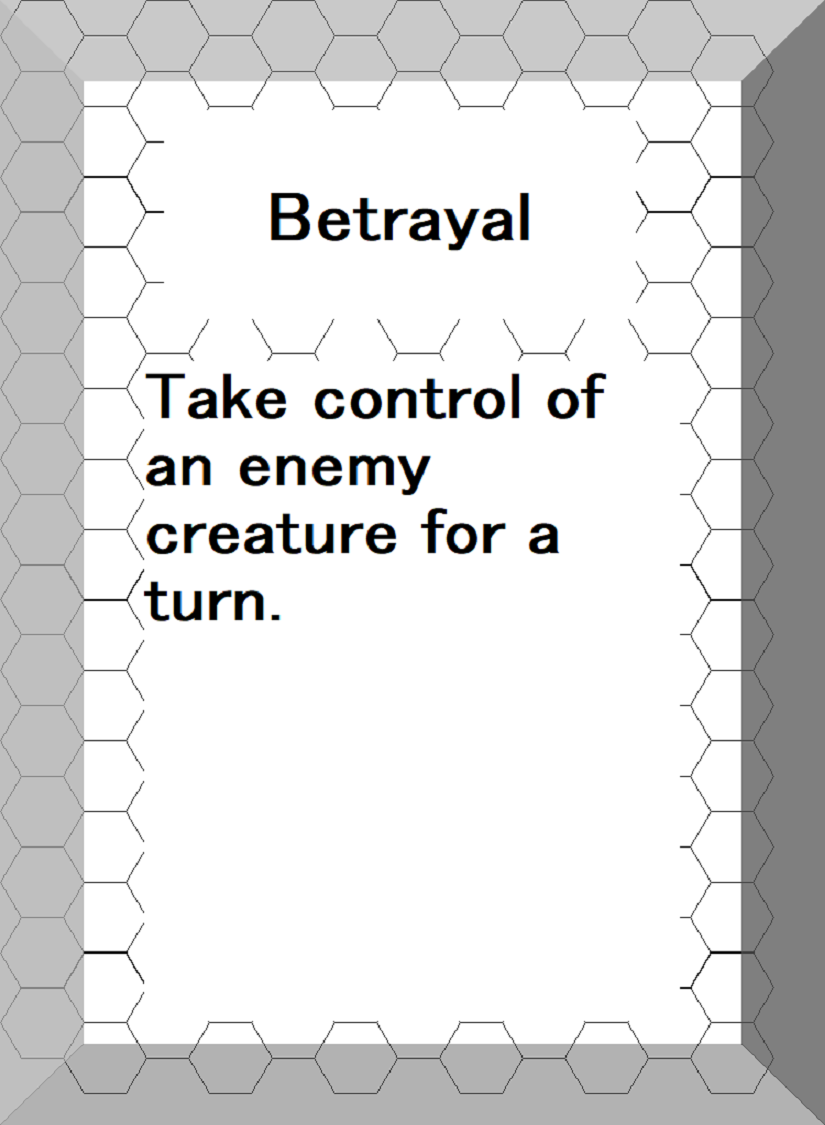 Betrayal
Take control of
an enemy
creature for a
turn.